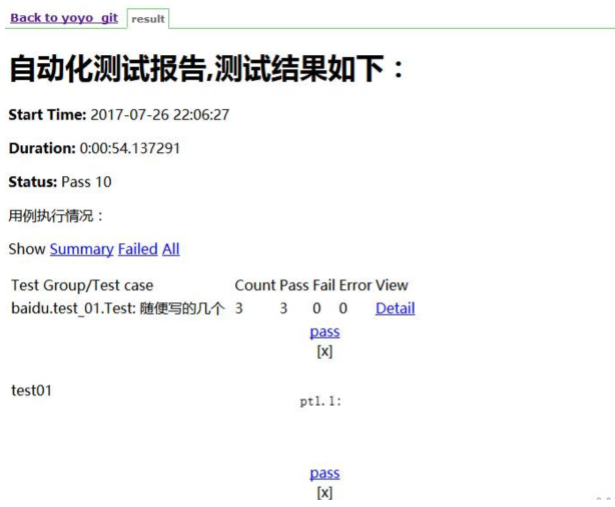 Back to yoyo_git result
自动化测试报告,测试结果如下：
Start Time: 2017-07-26 22:06:27
Duration: 0:00:54.137291
Status: Pass 10
用例执行情况：
Show Summary Failed All
Test Group/Test case Count Pass Fail Error View
baidu.test_01.Test: 随便写的几个 3 3 0 0 Detail
pass
[x]
test01
pt1.1:
pass
[x]